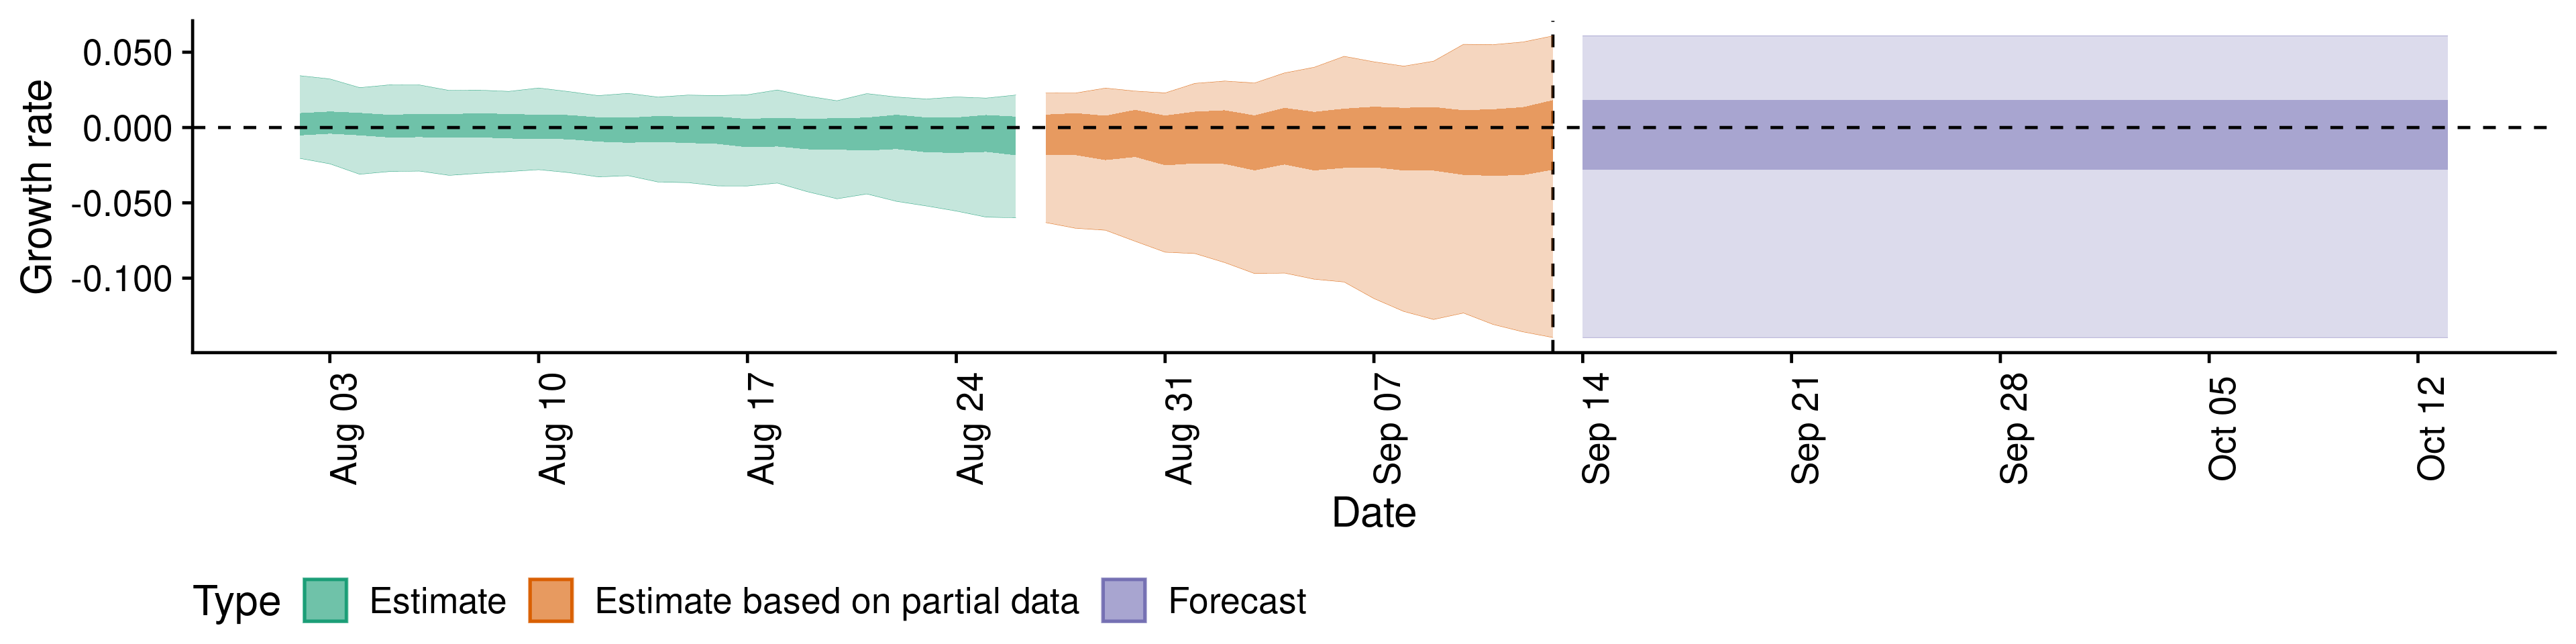 Growth rate
0.050
0.000
-0.050
-0.100
Aug 03
Aug 10
Aug 17
Aug 24
Aug 31
Sep 07
Sep 14
Sep 21
Sep 28
Oct 05
Oct 12
Date
Type Estimate Estimate based on partial data Forecast